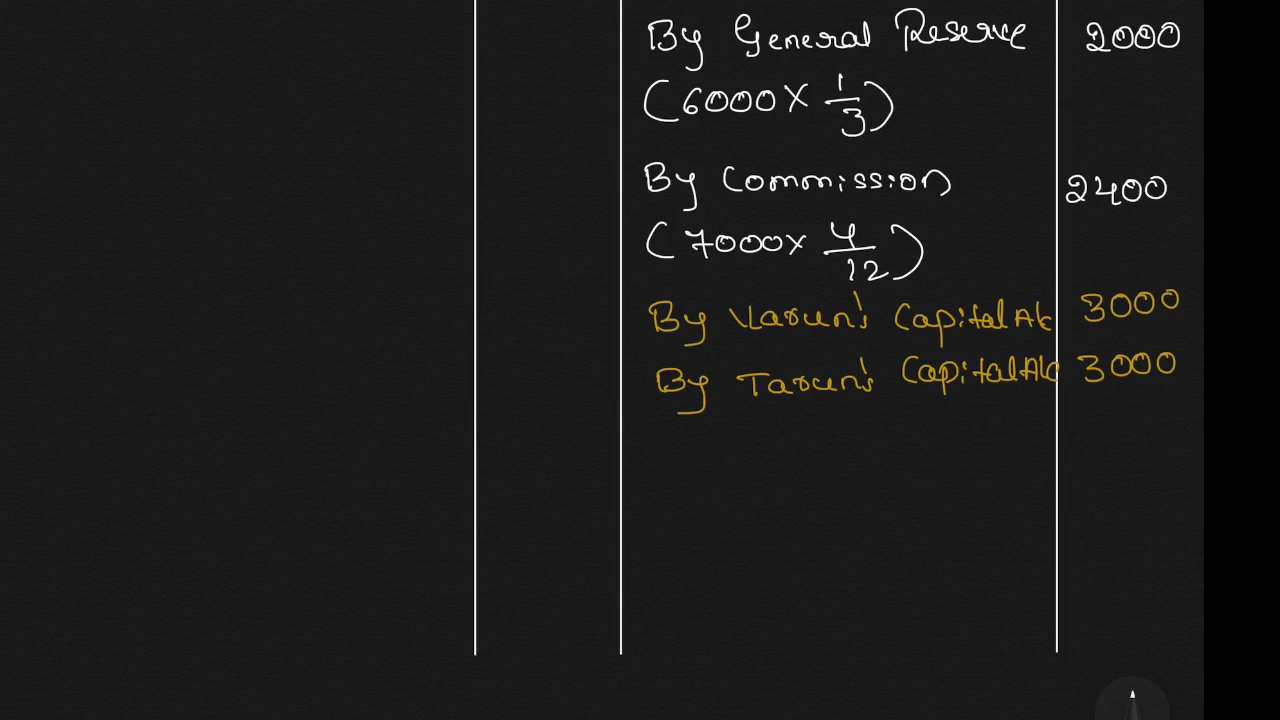 By General Reserve 2000
(6000 X 1/3)
By Commission 2400
(7000 x 4/12)
By Varun's Capital A/c 3000
By Tarun's Capital A/c 3000